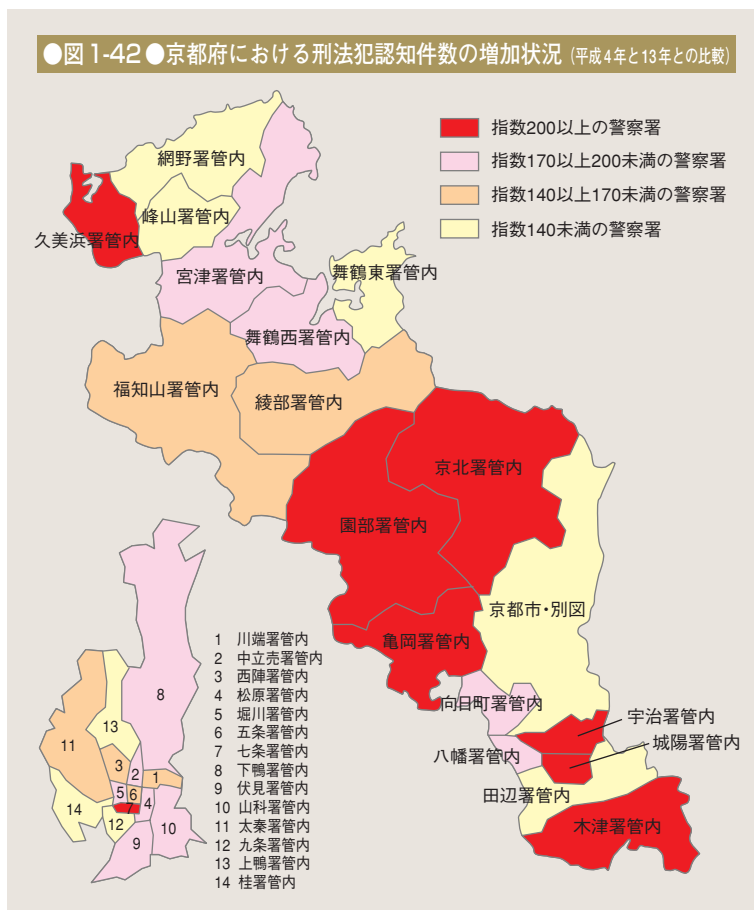 ●図1-42●京都府における刑法犯認知件数の増加状況（平成4年と13年との比較）
指数200以上の警察署
指数170以上200未満の警察署
指数140以上170未満の警察署
指数140未満の警察署
網野署管内
峰山署管内
久美浜署管内
宮津署管内
舞鶴東署管内
舞鶴西署管内
福知山署管内
綾部署管内
京北署管内
園部署管内
京都市・別図
亀岡署管内
向日町署管内
宇治署管内
城陽署管内
八幡署管内
田辺署管内
木津署管内
1 川端署管内
2 中立売署管内
3 西陣署管内
4 松原署管内
5 堀川署管内
6 五条署管内
7 七条署管内
8 下鴨署管内
9 伏見署管内
10 山科署管内
11 太秦署管内
12 九条署管内
13 上鴨署管内
14 桂署管内
8
13
11
3
2
1
5
6
14
7
4
12
10
9